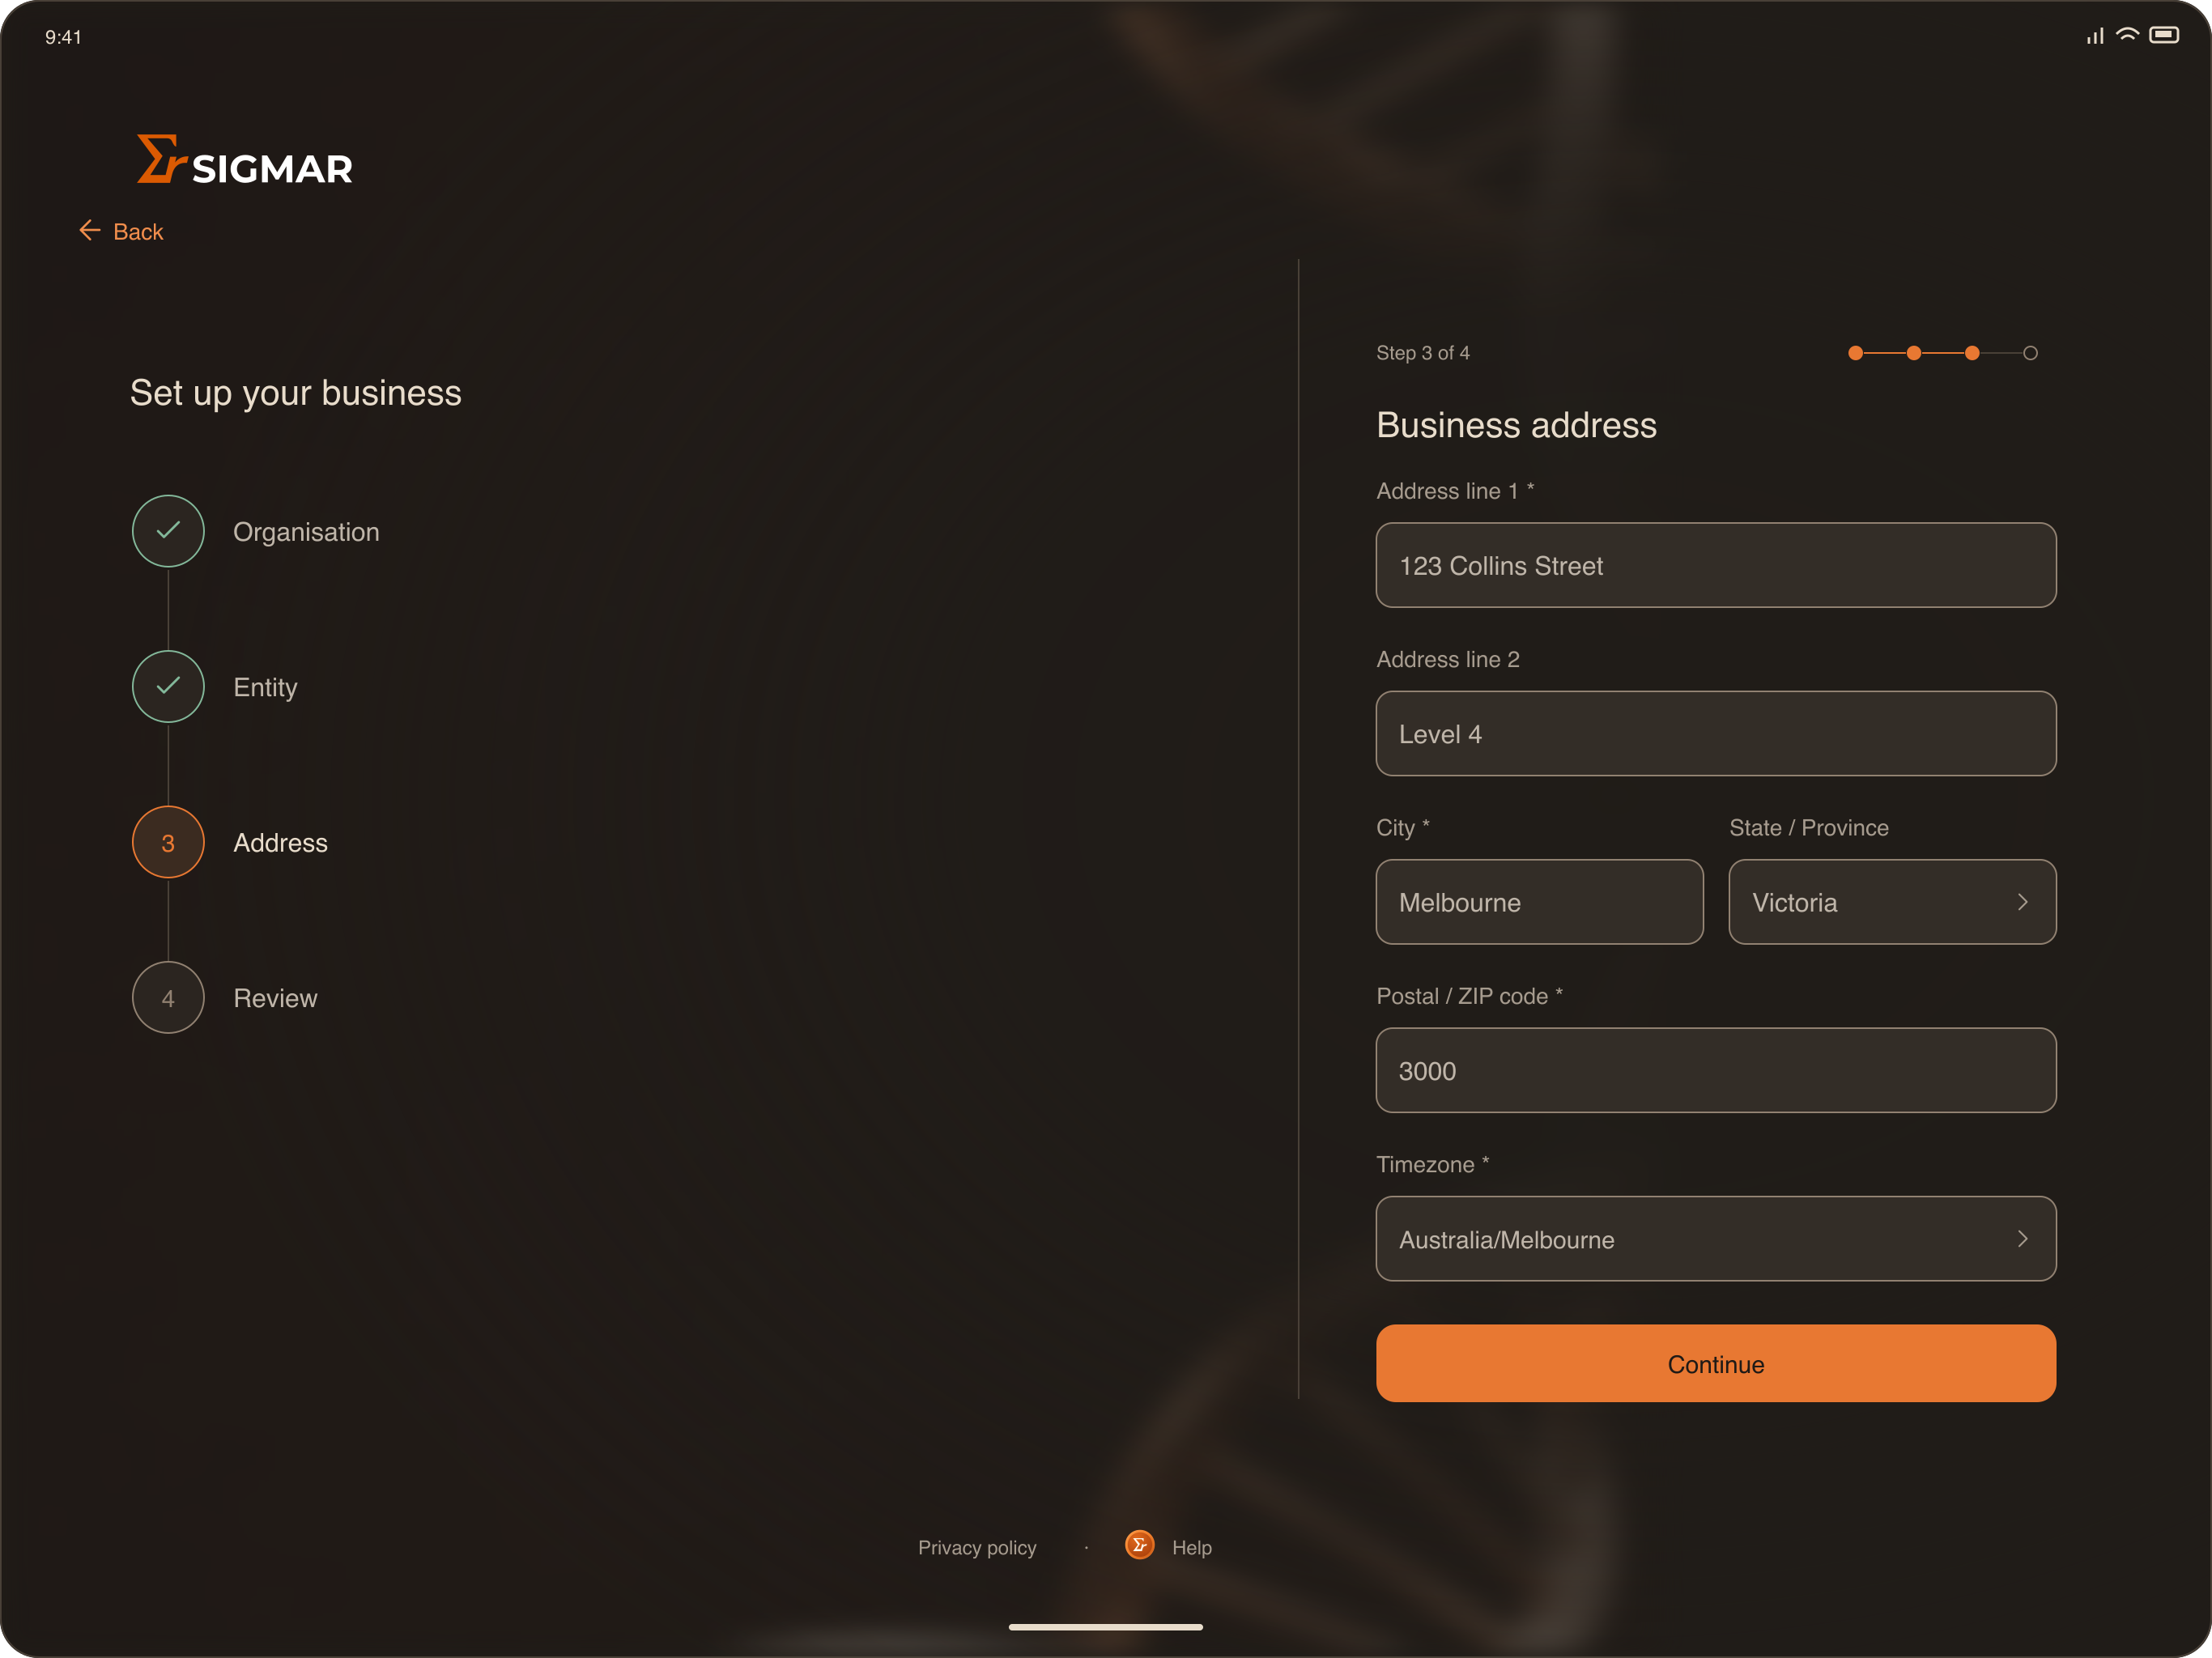 9:41
SIGMAR
Back
Set up your business
Organisation
Entity
3 Address
4 Review
Step 3 of 4
Business address
Address line 1 *
123 Collins Street
Address line 2
Level 4
City * State / Province
Melbourne Victoria
Postal / ZIP code *
3000
Timezone *
Australia/Melbourne
Continue
Privacy policy · Help